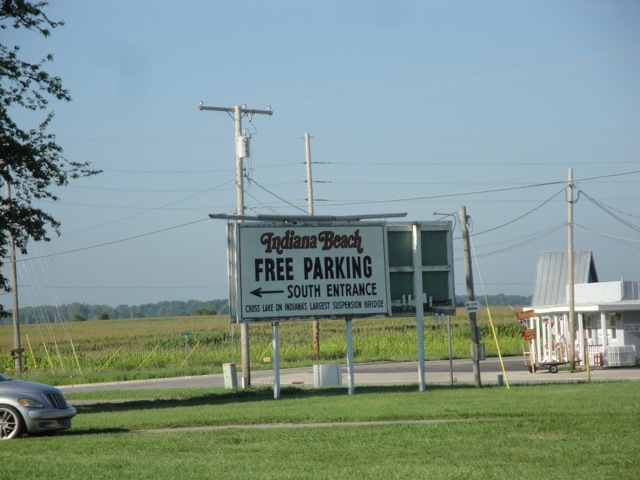 Indiana Beach
FREE PARKING
SOUTH ENTRANCE
CROSS LAKE ON INDIANA'S LARGEST SUSPENSION BRIDGE